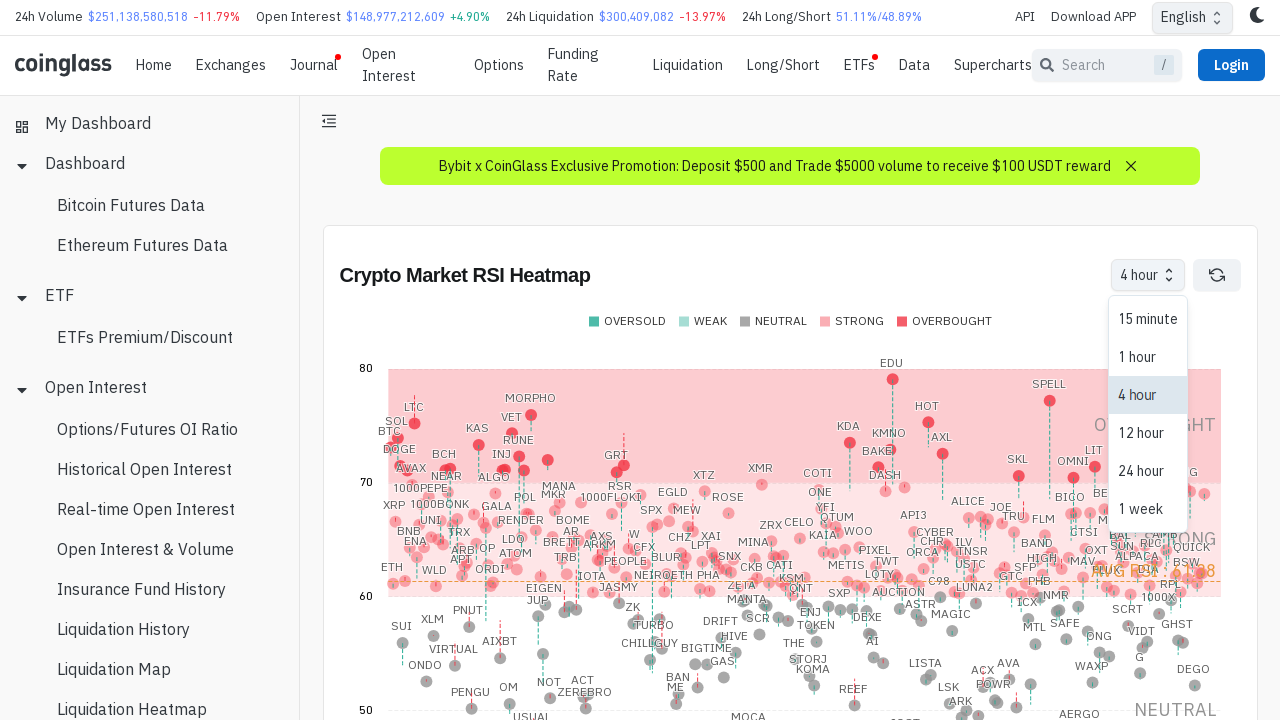 24h Volume $251,138,580,518 -11.79% Open Interest $148,977,212,609 +4.90% 24h Liquidation $300,409,082 -13.97% 24h Long/Short 51.11%/48.89% API Download APP English
coinglass Home Exchanges Journal Open Interest Options Funding Rate Liquidation Long/Short ETFs Data Supercharts Search / Login
My Dashboard
Dashboard
Bitcoin Futures Data
Ethereum Futures Data
ETF
ETFs Premium/Discount
Open Interest
Options/Futures OI Ratio
Historical Open Interest
Real-time Open Interest
Open Interest & Volume
Insurance Fund History
Liquidation History
Liquidation Map
Liquidation Heatmap
Bybit x CoinGlass Exclusive Promotion: Deposit $500 and Trade $5000 volume to receive $100 USDT reward
Crypto Market RSI Heatmap
4 hour
15 minute
1 hour
4 hour
12 hour
24 hour
1 week
OVERSOLD WEAK NEUTRAL STRONG OVERBOUGHT
80
EDU
SPELL
MORPHO
LTC
HOT
VET
SOL
KAS
KDA
BTC
KMNO
RUNE
AXL
DOGE
BCH
INJ
GRT
BAKE
LIT
SKL
OMNI
AVAX
NEAR
ALGO
XTZ
XMR
COTI
DASH
70
1000PEPE
MANA
RSR
EGLD
ONE
POL
MKR
1000FLOKI
ROSE
BICO
XRP
1000BONK
GALA
SPX
MEW
YFI
ALICE
JOE
UNI
RENDER
BOME
ZRX
CELO
QTUM
API3
TRU
FLM
BNB
TRX
AR
AXS
W
CHZ
XAI
KAIA
WOO
CYBER
CTSI
ENA
LDO
BRETT
ARKM
CFX
LPT
MINA
CHR
ILV
BAND
SUN
ARB
OP
ATOM
TRB
PEOPLE
BLUR
SNX
PIXEL
ORCA
TNSR
OXT
QUICK
ETH
WLD
APT
ORDI
IOTA
NEIROETH
PHA
CKB
CATI
METIS
TWT
USTC
HIGH
MAV
ALPACA
BSW
LQTY
SFP
JASMY
ZETA
KSM
ONT
C98
LUNA2
GTC
PHB
RPL
60
EIGEN
JUP
MANTA
SXP
AUCTION
ICX
NMR
1000X
PNUT
ZK
ENJ
ASTR
SCRT
SUI
XLM
TURBO
DRIFT
SCR
TOKEN
DEXE
MAGIC
MTL
SAFE
VIDT
GHST
VIRTUAL
AIXBT
CHILLGUY
HIVE
THE
AI
BIGTIME
GAS
STORJ
ONDO
KOMA
LISTA
ACX
AVA
WAXP
G
DEGO
PENGU
OM
NOT
ACT
ZEREBRO
BAN
ME
REEF
LSK
POWR
ARK
USUAL
MOCA
AERGO
NEUTRAL
50